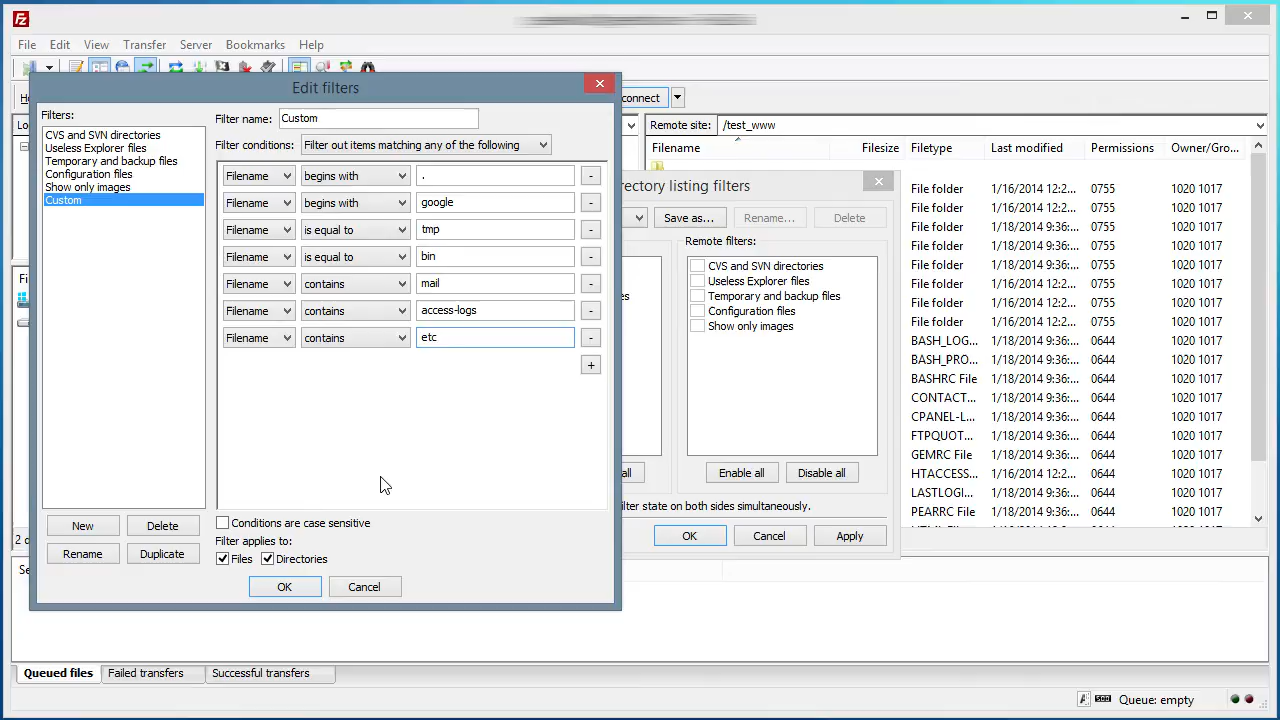 Fz
File Edit View Transfer Server Bookmarks Help
Edit filters
Filters:
CVS and SVN directories
Useless Explorer files
Temporary and backup files
Configuration files
Show only images
Custom
New Delete
Rename Duplicate
Filter name: Custom
Filter conditions: Filter out items matching any of the following
Filename begins with . -
Filename begins with google -
Filename is equal to tmp -
Filename is equal to bin -
Filename contains mail -
Filename contains access-logs -
Filename contains etc -
+
Conditions are case sensitive
Filter applies to:
Files Directories
OK Cancel
onnect
Remote site: /test_www
Filename Filesize Filetype Last modified Permissions Owner/Gro...
File folder 1/16/2014 12:2... 0755 1020 1017
File folder 1/18/2014 9:36:... 0755 1020 1017
File folder 1/18/2014 9:36:... 0755 1020 1017
File folder 1/18/2014 9:36:... 0755 1020 1017
File folder 1/16/2014 12:2... 0755 1020 1017
File folder 1/18/2014 9:36:... 0755 1020 1017
File folder 1/16/2014 12:2... 0755 1020 1017
File folder 1/16/2014 12:2... 0755 1020 1017
BASH_LOG... 1/18/2014 9:36:... 0644 1020 1017
BASH_PRO... 1/18/2014 9:36:... 0644 1020 1017
BASHRC File 1/18/2014 9:36:... 0644 1020 1017
CONTACT... 1/18/2014 9:36:... 0644 1020 1017
CPANEL-L... 1/18/2014 9:36:... 0644 1020 1017
FTPQUOT... 1/18/2014 9:36:... 0644 1020 1017
GEMRC File 1/18/2014 9:36:... 0644 1020 1017
HTACCESS... 1/16/2014 12:2... 0644 1020 1017
LASTLOGI... 1/18/2014 9:36:... 0644 1020 1017
PEARRC File 1/18/2014 9:36:... 0644 1020 1017
rectory listing filters
Save as... Rename... Delete
Remote filters:
CVS and SVN directories
Useless Explorer files
Temporary and backup files
Configuration files
Show only images
all Enable all Disable all
ilter state on both sides simultaneously.
OK Cancel Apply
Ho
Lo
Fi
2 d
Se
Queued files Failed transfers Successful transfers
Queue: empty